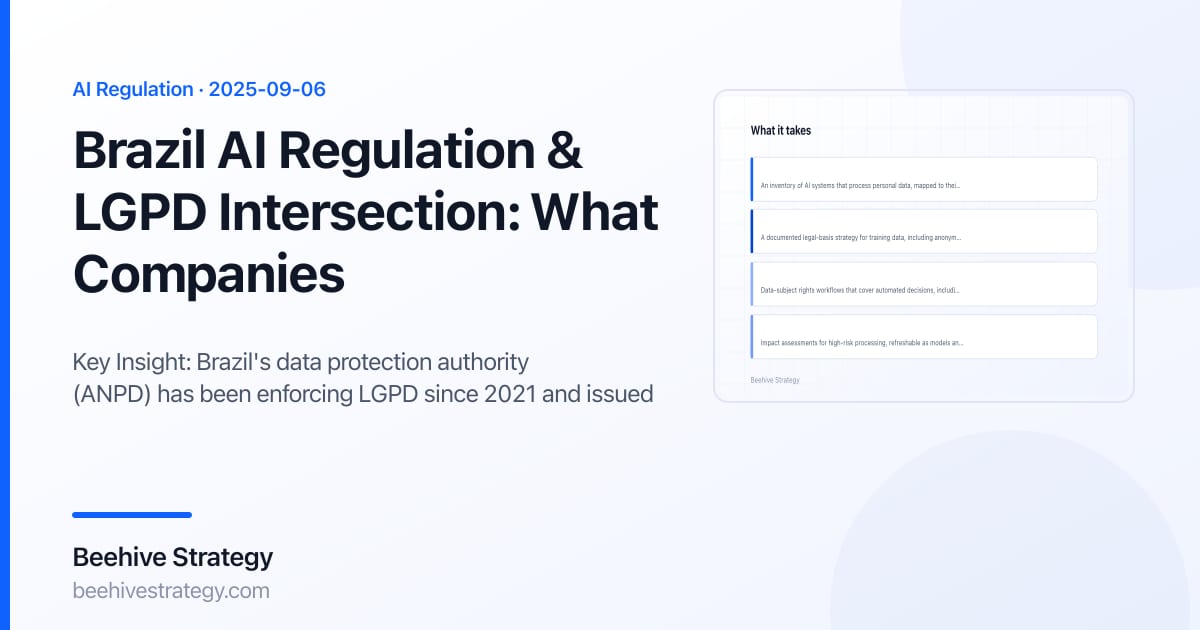 AI Regulation · 2025-09-06
Brazil AI Regulation &
LGPD Intersection: What
Companies
Key Insight: Brazil's data protection authority
(ANPD) has been enforcing LGPD since 2021 and issued
Beehive Strategy
beehivestrategy.com
What it takes
An inventory of AI systems that process personal data, mapped to thei...
A documented legal-basis strategy for training data, including anonym...
Data-subject rights workflows that cover automated decisions, includi...
Impact assessments for high-risk processing, refreshable as models an...
Beehive Strategy